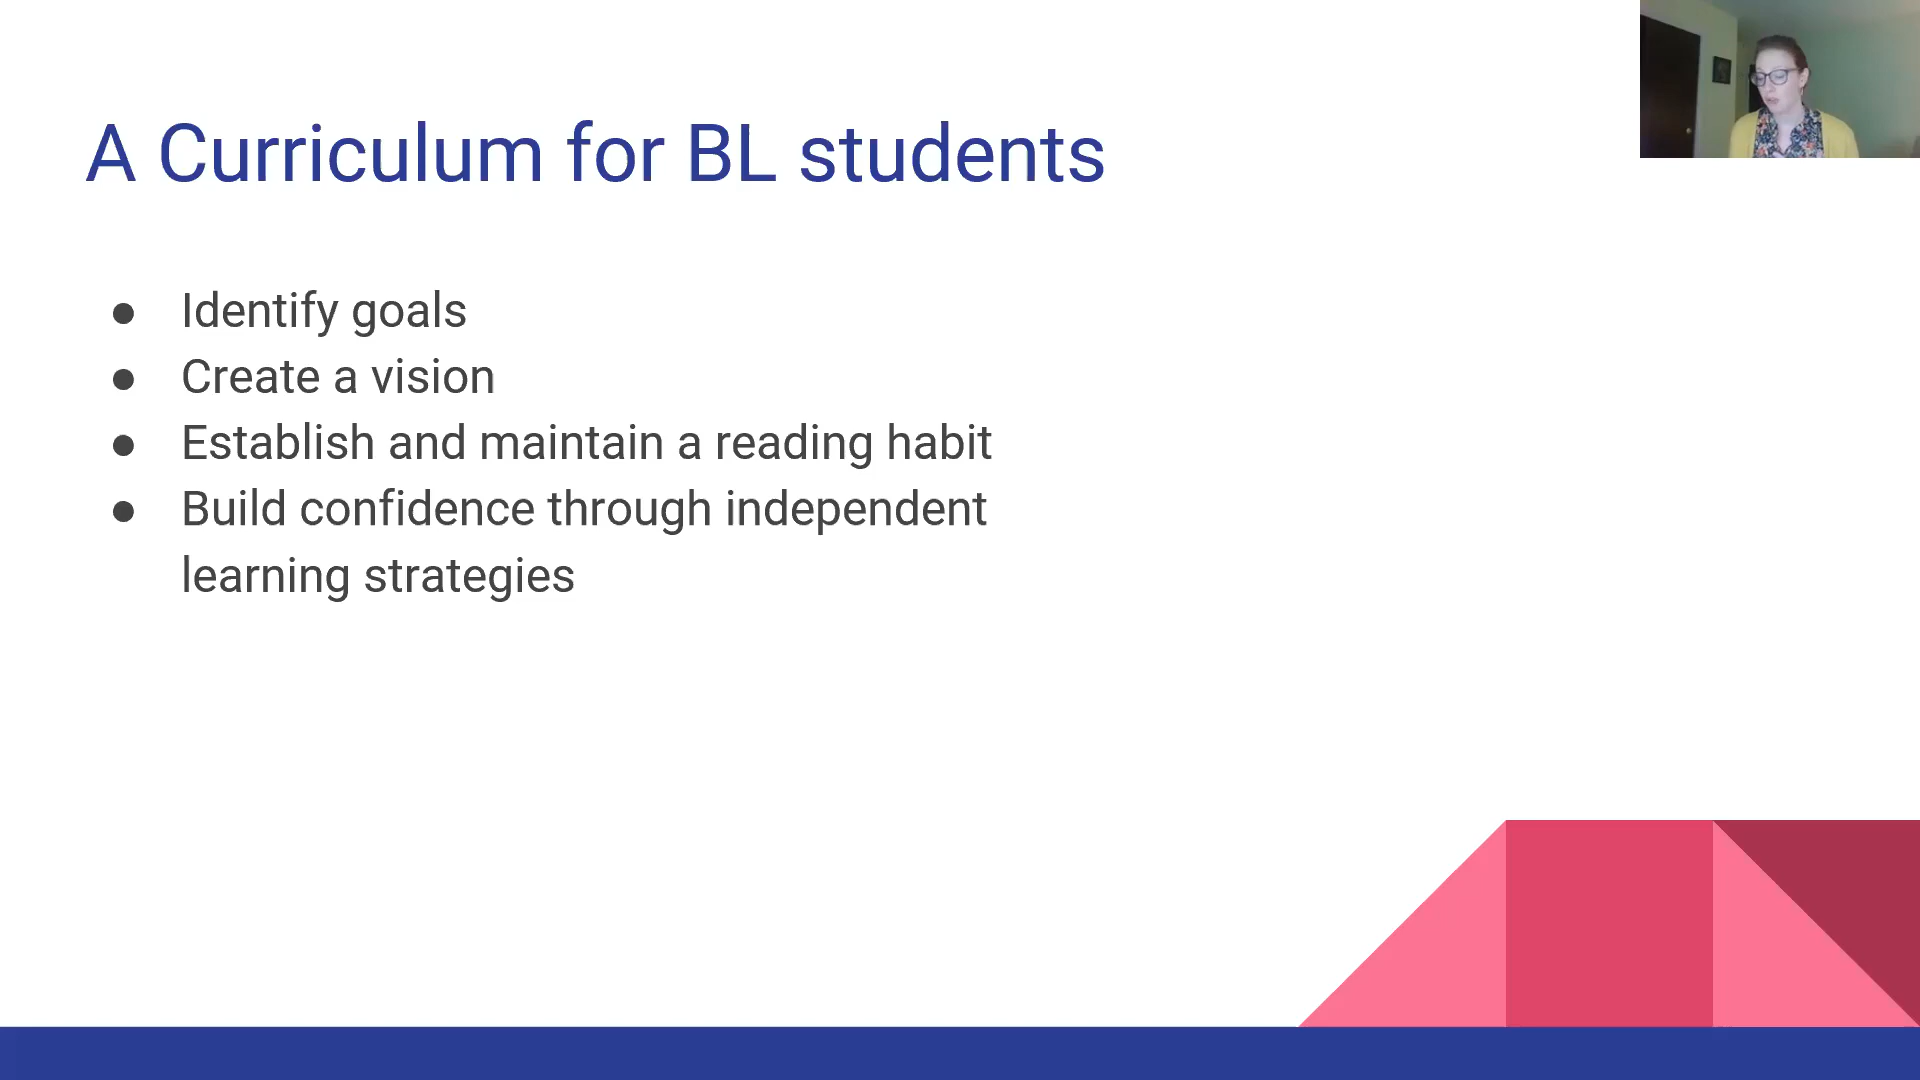 A Curriculum for BL students
● Identify goals
● Create a vision
● Establish and maintain a reading habit
● Build confidence through independent
learning strategies